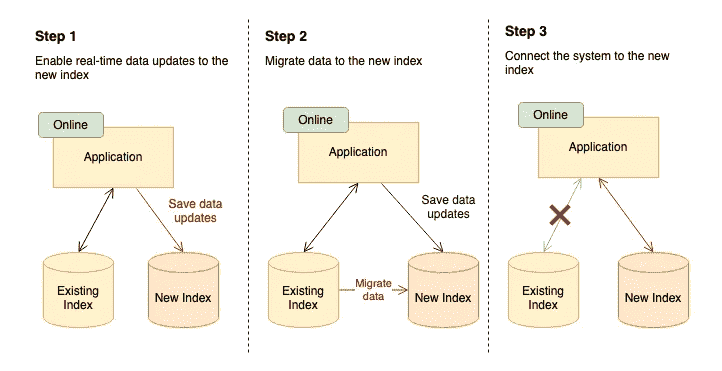 Step 1
Enable real-time data updates to the
new index
Online
Application
Save data
updates
Existing
Index
New Index
Step 2
Migrate data to the new index
Online
Application
Save data
updates
Existing
Index
Migrate
data
New Index
Step 3
Connect the system to the new
index
Online
Application
Existing
Index
New Index